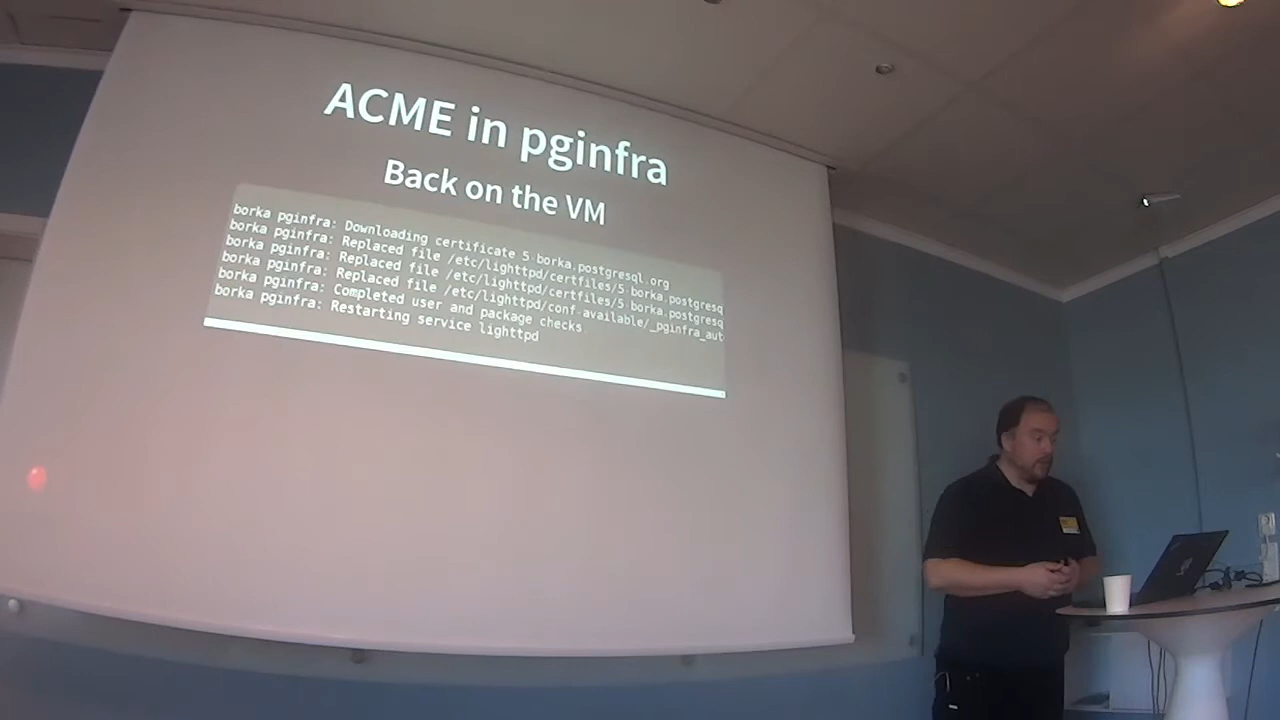 ACME in pginfra
Back on the VM
borka pginfra: Downloading certificate 5 borka.postgresql.org
borka pginfra: Replaced file /etc/lighttpd/certfiles/5 borka.postgresq
borka pginfra: Replaced file /etc/lighttpd/certfiles/5 borka.postgresq
borka pginfra: Replaced file /etc/lighttpd/conf-available/_pginfra_aut
borka pginfra: Completed user and package checks
borka pginfra: Restarting service lighttpd